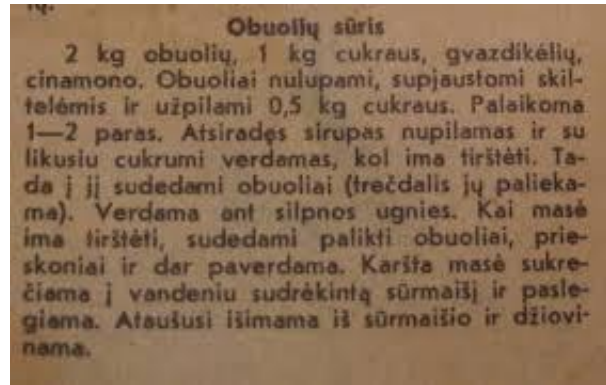 Obuolių sūris
2 kg obuolių, 1 kg cukraus, gvazdikėlių,
cinamono. Obuoliai nulupami, supjaustomi skil-
telėmis ir užpilami 0,5 kg cukraus. Palaikoma
1—2 paras. Atsiradęs sirupas nupilamas ir su
likusiu cukrumi verdamas, kol ima tirštėti. Ta-
da į jį sudedami obuoliai (trečdalis jų palieka-
ma). Verdama ant silpnos ugnies. Kai masė
ima tirštėti, sudedami palikti obuoliai, prie-
skoniai ir dar paverdama. Karšta masė sukre-
čiama į vandeniu sudrėkintą sūrmaišį ir pasle-
giama. Ataušusi išimama iš sūrmaišio ir džiovi-
nama.